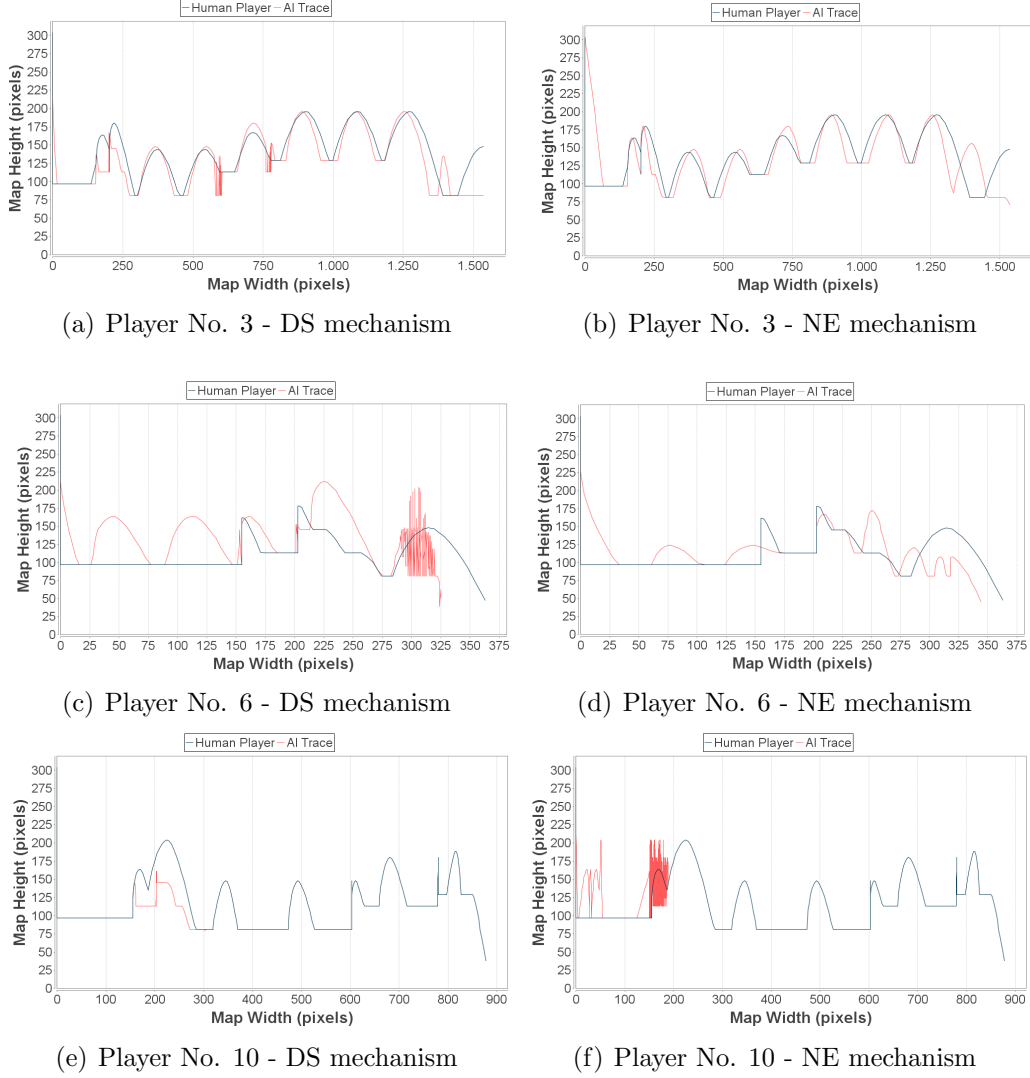 Human Player AI Trace
Human Player AI Trace
Map Height (pixels)
300
275
250
225
200
175
150
125
100
75
50
25
0
0 250 500 750 1.000 1.250 1.500
Map Width (pixels)
Map Height (pixels)
300
275
250
225
200
175
150
125
100
75
50
25
0
0 250 500 750 1.000 1.250 1.500
Map Width (pixels)
(a) Player No. 3 - DS mechanism
(b) Player No. 3 - NE mechanism
Human Player AI Trace
Human Player AI Trace
Map Height (pixels)
300
275
250
225
200
175
150
125
100
75
50
25
0
0 25 50 75 100 125 150 175 200 225 250 275 300 325 350 375
Map Width (pixels)
Map Height (pixels)
300
275
250
225
200
175
150
125
100
75
50
25
0
0 25 50 75 100 125 150 175 200 225 250 275 300 325 350 375
Map Width (pixels)
(c) Player No. 6 - DS mechanism
(d) Player No. 6 - NE mechanism
Human Player AI Trace
Human Player AI Trace
Map Height (pixels)
300
275
250
225
200
175
150
125
100
75
50
25
0
0 100 200 300 400 500 600 700 800 900
Map Width (pixels)
Map Height (pixels)
300
275
250
225
200
175
150
125
100
75
50
25
0
0 100 200 300 400 500 600 700 800 900
Map Width (pixels)
(e) Player No. 10 - DS mechanism
(f) Player No. 10 - NE mechanism